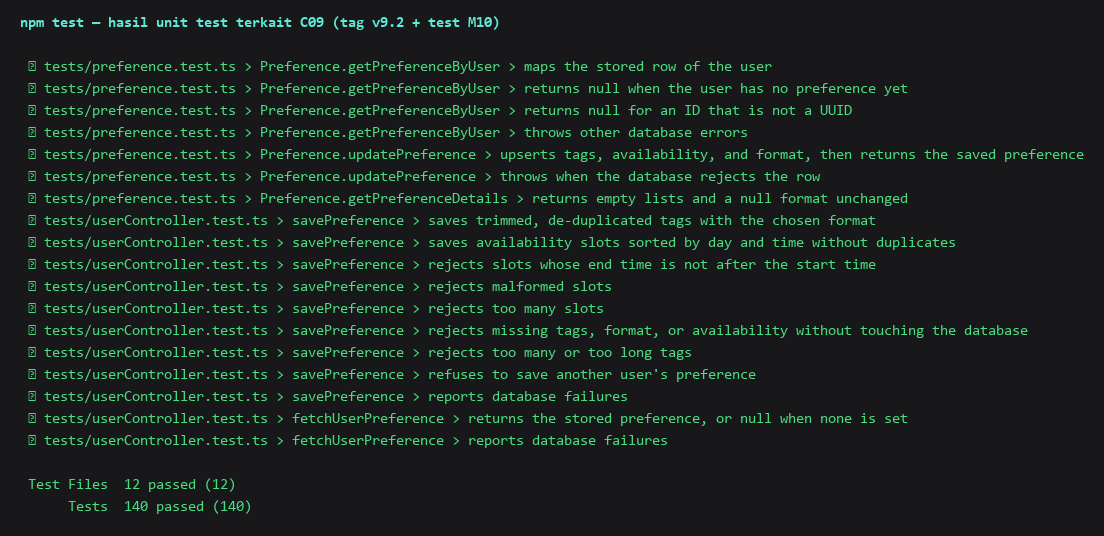 npm test — hasil unit test terkait C09 (tag v9.2 + test M10)
tests/preference.test.ts > Preference.getPreferenceByUser > maps the stored row of the user
tests/preference.test.ts > Preference.getPreferenceByUser > returns null when the user has no preference yet
tests/preference.test.ts > Preference.getPreferenceByUser > returns null for an ID that is not a UUID
tests/preference.test.ts > Preference.getPreferenceByUser > throws other database errors
tests/preference.test.ts > Preference.updatePreference > upserts tags, availability, and format, then returns the saved preference
tests/preference.test.ts > Preference.updatePreference > throws when the database rejects the row
tests/preference.test.ts > Preference.getPreferenceDetails > returns empty lists and a null format unchanged
tests/userController.test.ts > savePreference > saves trimmed, de-duplicated tags with the chosen format
tests/userController.test.ts > savePreference > saves availability slots sorted by day and time without duplicates
tests/userController.test.ts > savePreference > rejects slots whose end time is not after the start time
tests/userController.test.ts > savePreference > rejects malformed slots
tests/userController.test.ts > savePreference > rejects too many slots
tests/userController.test.ts > savePreference > rejects missing tags, format, or availability without touching the database
tests/userController.test.ts > savePreference > rejects too many or too long tags
tests/userController.test.ts > savePreference > refuses to save another user's preference
tests/userController.test.ts > savePreference > reports database failures
tests/userController.test.ts > fetchUserPreference > returns the stored preference, or null when none is set
tests/userController.test.ts > fetchUserPreference > reports database failures
Test Files 12 passed (12)
Tests 140 passed (140)